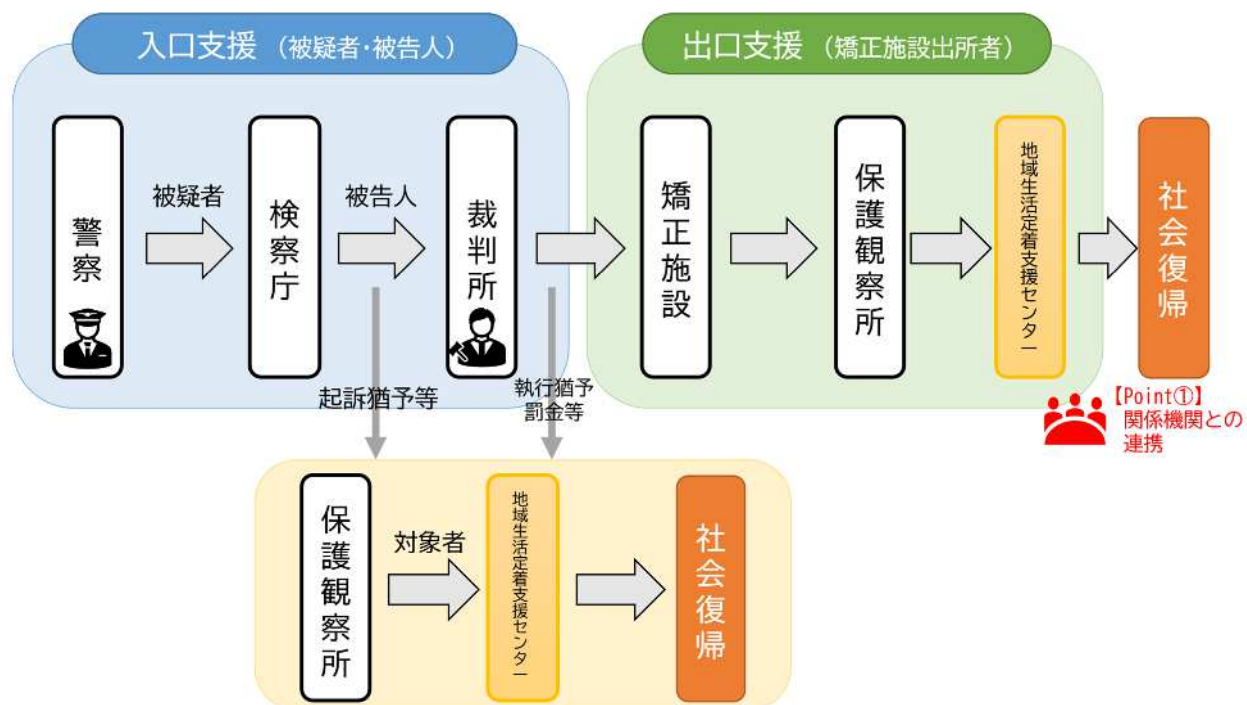 入口支援 （被疑者・被告人）
出口支援 （矯正施設出所者）
警察
被疑者
検察庁
被告人
裁判所
矯正施設
保護観察所
地域生活定着支援センター
社会復帰
起訴猶予等
執行猶予
罰金等
【Point①】
関係機関との
連携
保護観察所
対象者
地域生活定着支援センター
社会復帰